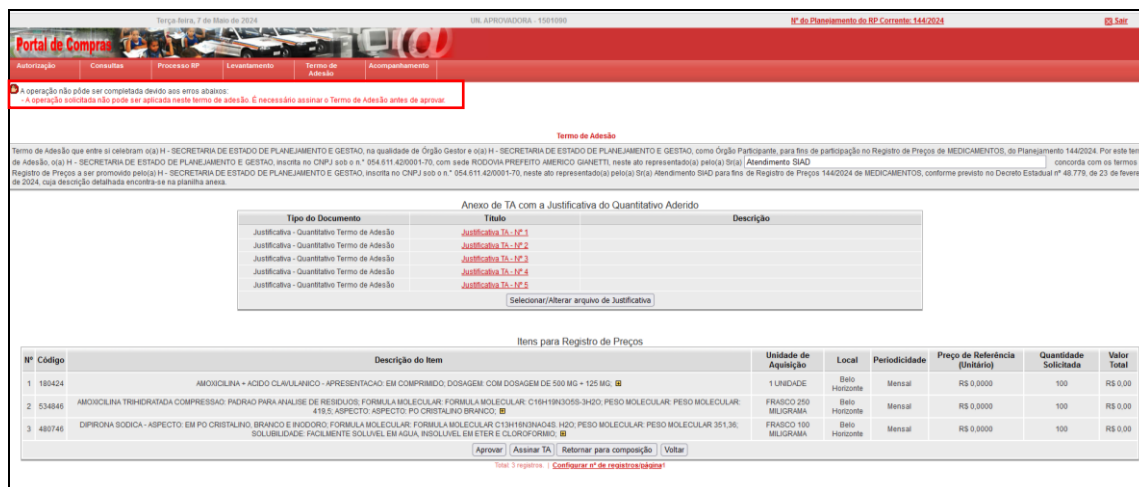 Terça-feira, 7 de Maio de 2024 UN. APROVADORA - 1501090 Nº do Planejamento do RP Corrente: 144/2024 Sair
Portal de Compras
Autorização Consultas Processo RP Levantamento Termo de Adesão Acompanhamento
A operação não pôde ser completada devido aos erros abaixos:
- A operação solicitada não pode ser aplicada neste termo de adesão. É necessário assinar o Termo de Adesão antes de aprovar
Termo de Adesão
Termo de Adesão que entre si celebram o(a) H - SECRETARIA DE ESTADO DE PLANEJAMENTO E GESTAO, na qualidade de Órgão Gestor e o(a) H - SECRETARIA DE ESTADO DE PLANEJAMENTO E GESTAO, como Órgão Participante, para fins de participação no Registro de Preços de MEDICAMENTOS, do Planejamento 144/2024. Por este ter
de Adesão, o(a) H - SECRETARIA DE ESTADO DE PLANEJAMENTO E GESTAO, inscrita no CNPJ sob o n.° 054.611.42/0001-70, com sede RODOVIA PREFEITO AMERICO GIANETTI, neste ato representado(a) pelo(a) Sr(a) Atendimento SIAD concorda com os termos
Registro de Preços a ser promovido pelo(a) H - SECRETARIA DE ESTADO DE PLANEJAMENTO E GESTAO, inscrita no CNPJ sob o n.° 054.611.42/0001-70, neste ato representado(a) pelo(a) Sr(a) Atendimento SIAD para fins de Registro de Preços 144/2024 de MEDICAMENTOS, conforme previsto no Decreto Estadual nº 48.779, de 23 de fevere
de 2024, cuja descrição detalhada encontra-se na planilha anexa.
Anexo de TA com a Justificativa do Quantitativo Aderido
Tipo do Documento Título Descrição
Justificativa - Quantitativo Termo de Adesão Justificativa TA - Nº 1
Justificativa - Quantitativo Termo de Adesão Justificativa TA - Nº 2
Justificativa - Quantitativo Termo de Adesão Justificativa TA - Nº 3
Justificativa - Quantitativo Termo de Adesão Justificativa TA - Nº 4
Justificativa - Quantitativo Termo de Adesão Justificativa TA - Nº 5
Selecionar/Alterar arquivo de Justificativa
Itens para Registro de Preços
Nº Código Descrição do Item Unidade de Aquisição Local Periodicidade Preço de Referência (Unitário) Quantidade Solicitada Valor Total
1 180424 AMOXICILINA + ACIDO CLAVULANICO - APRESENTACAO: EM COMPRIMIDO; DOSAGEM: COM DOSAGEM DE 500 MG + 125 MG; 1 UNIDADE Belo Horizonte Mensal R$ 0,0000 100 R$ 0,00
2 534846 AMOXICILINA TRIHIDRATADA COMPRESSAO: PADRAO PARA ANALISE DE RESIDUOS; FORMULA MOLECULAR: FORMULA MOLECULAR: C16H19N3O5S-3H2O; PESO MOLECULAR: PESO MOLECULAR: 419,5; ASPECTO: ASPECTO: PO CRISTALINO BRANCO; FRASCO 250 MILIGRAMA Belo Horizonte Mensal R$ 0,0000 100 R$ 0,00
3 480746 DIPIRONA SODICA - ASPECTO: EM PO CRISTALINO, BRANCO E INODORO; FORMULA MOLECULAR: FORMULA MOLECULAR C13H16N3NAO4S. H2O; PESO MOLECULAR: PESO MOLECULAR 351,36; SOLUBILIDADE: FACILMENTE SOLUVEL EM AGUA, INSOLUVEL EM ETER E CLOROFORMIO; FRASCO 100 MILIGRAMA Belo Horizonte Mensal R$ 0,0000 100 R$ 0,00
Aprovar Assinar TA Retornar para composição Voltar
Total: 3 registros. | Configurar nº de registros/página